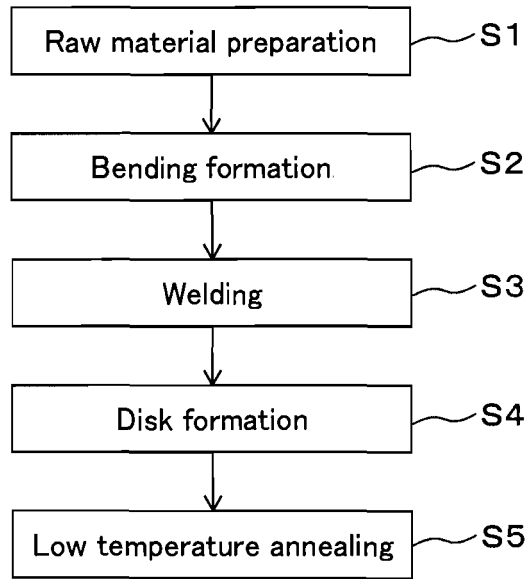 Raw material preparation S1
Bending formation S2
Welding S3
Disk formation S4
Low temperature annealing S5